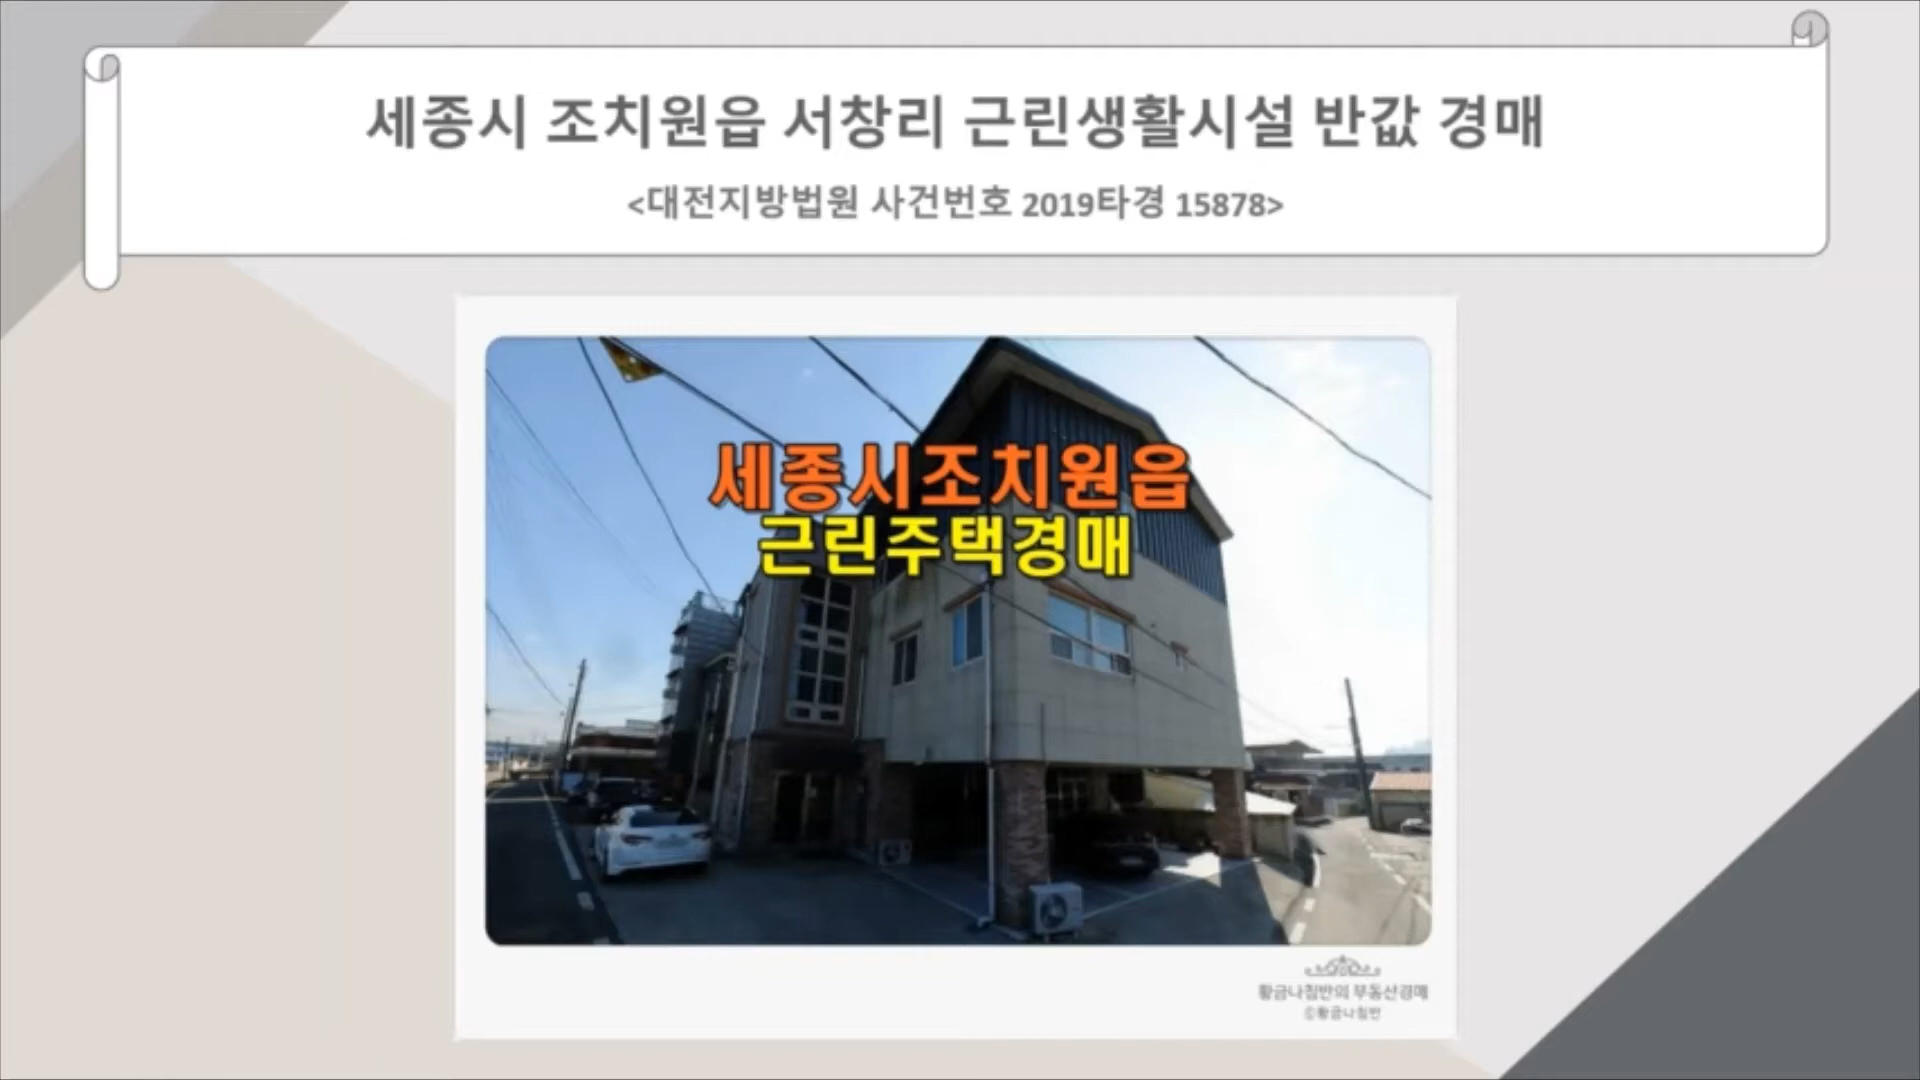 세종시 조치원읍 서창리 근린생활시설 반값 경매
<대전지방법원 사건번호 2019타경 15878>
세종시조치원읍
근린주택경매
황금나침반의 부동산경매
©황금나침반